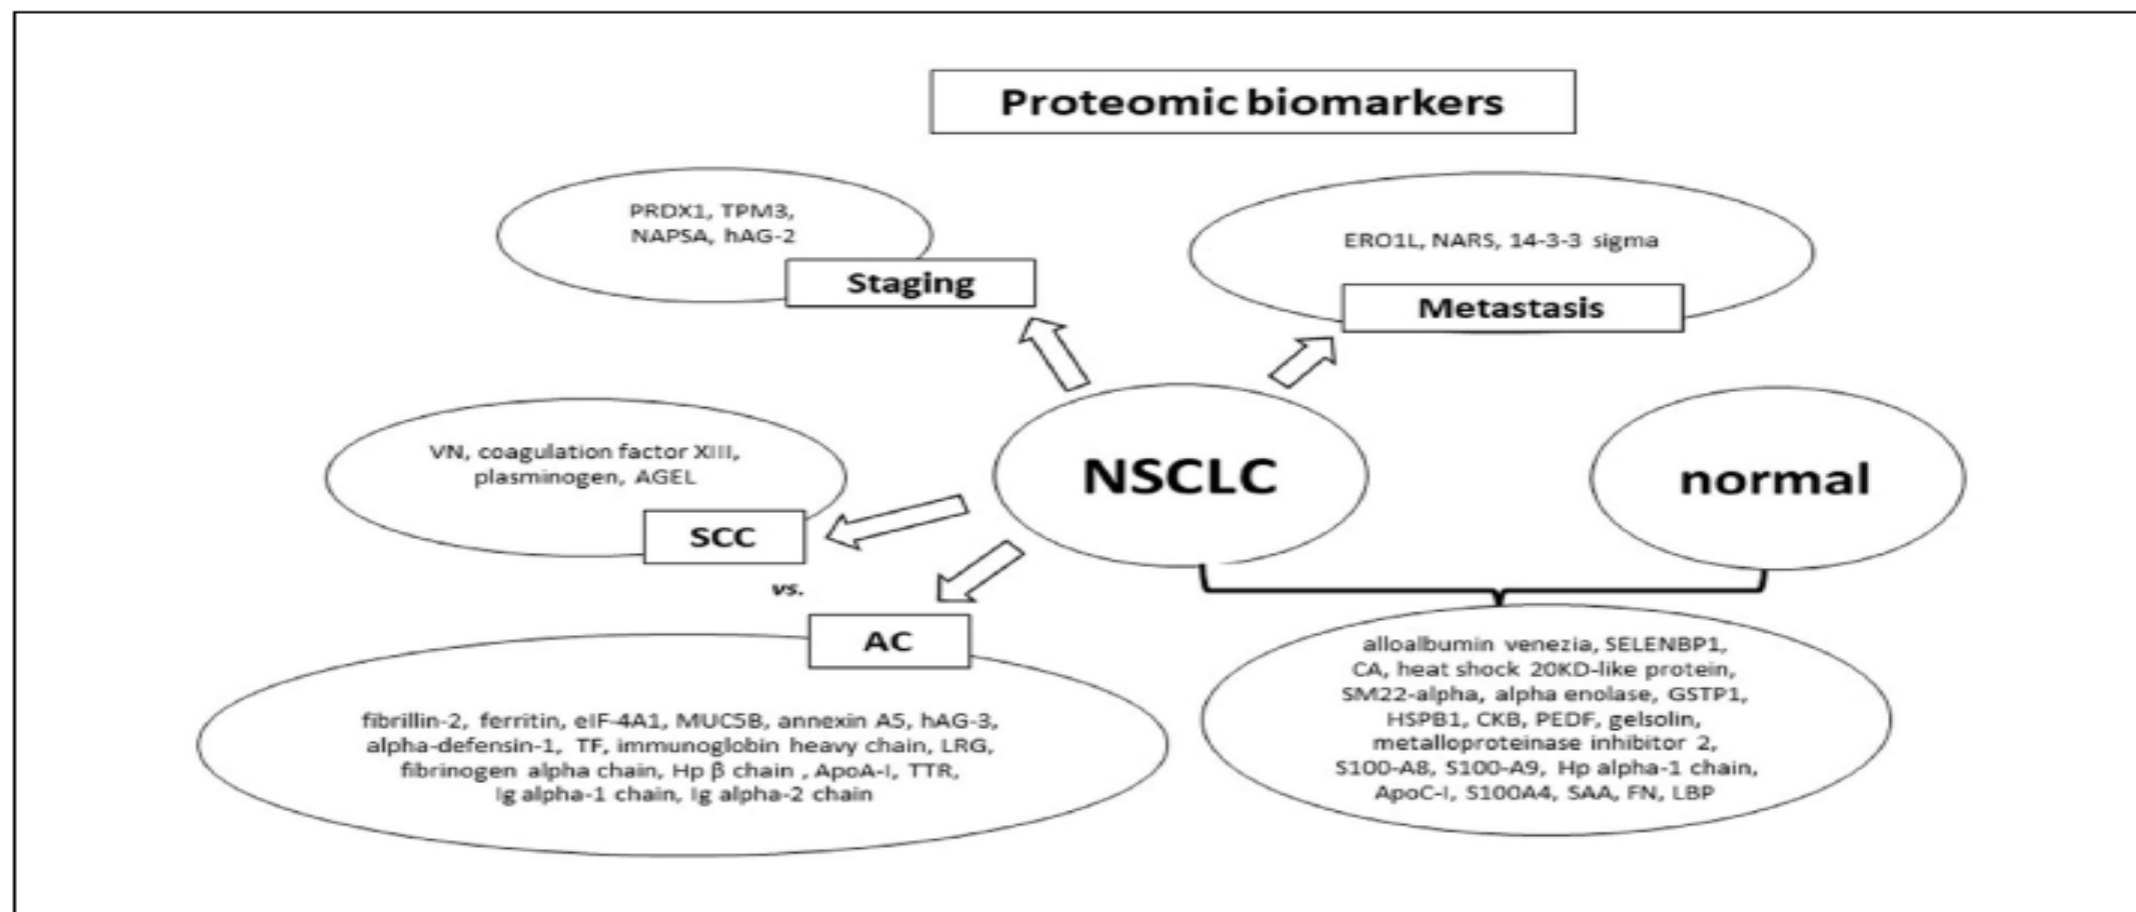 Proteomic biomarkers
PRDX1, TPM3,
NAPSA, hAG-2
Staging
ERO1L, NARS, 14-3-3 sigma
Metastasis
VN, coagulation factor XIII,
plasminogen, AGEL
SCC
NSCLC
normal
vs.
AC
fibrillin-2, ferritin, eIF-4A1, MUC5B, annexin A5, hAG-3,
alpha-defensin-1, TF, immunoglobin heavy chain, LRG,
fibrinogen alpha chain, Hp β chain , ApoA-I, TTR,
Ig alpha-1 chain, Ig alpha-2 chain
alloalbumin venezia, SELENBP1,
CA, heat shock 20KD-like protein,
SM22-alpha, alpha enolase, GSTP1,
HSPB1, CKB, PEDF, gelsolin,
metalloproteinase inhibitor 2,
S100-A8, S100-A9, Hp alpha-1 chain,
ApoC-I, S100A4, SAA, FN, LBP